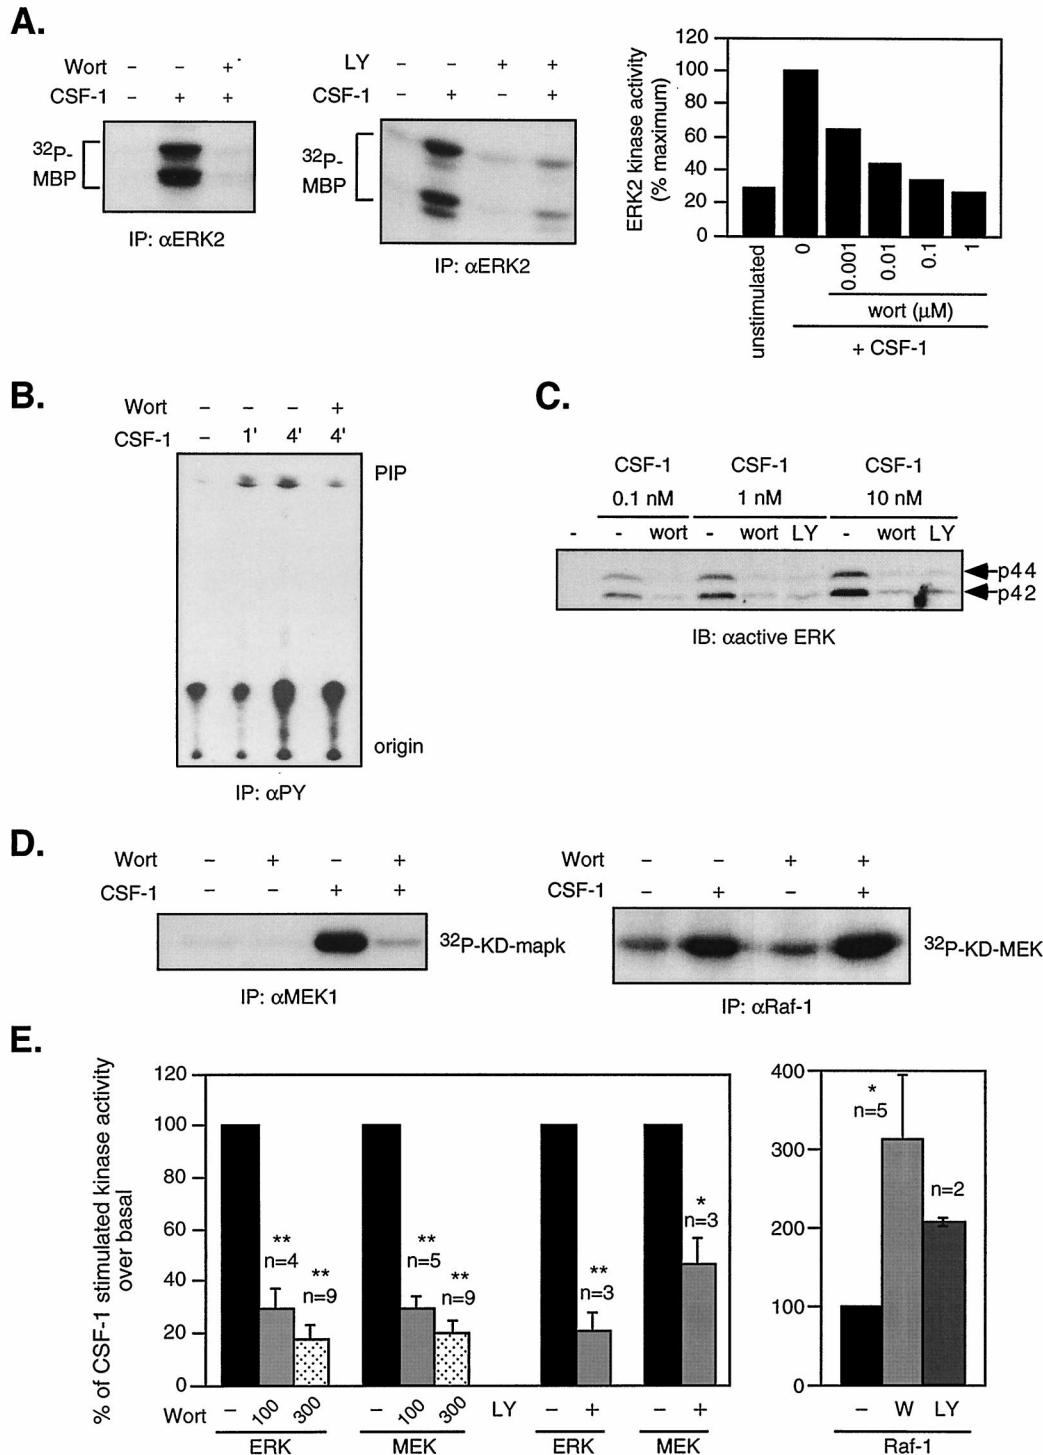 A.
Wort – – +
CSF-1 – + +
32P-
MBP
IP: αERK2
LY – – + +
CSF-1 – + – +
32P-
MBP
IP: αERK2
ERK2 kinase activity
(% maximum)
120
100
80
60
40
20
0
unstimulated
0
0.001
0.01
0.1
1
wort (μM)
+ CSF-1
B.
Wort – – – +
CSF-1 – 1' 4' 4'
PIP
origin
IP: αPY
C.
CSF-1 CSF-1 CSF-1
0.1 nM 1 nM 10 nM
- - wort - wort LY - wort LY
p44
p42
IB: αactive ERK
D.
Wort – + – +
CSF-1 – – + +
32P-KD-mapk
IP: αMEK1
Wort – – + +
CSF-1 – + – +
32P-KD-MEK
IP: αRaf-1
E.
% of CSF-1 stimulated kinase activity
over basal
120
100
80
60
40
20
0
**
n=4
**
n=9
**
n=5
**
n=9
**
n=3
*
n=3
Wort – 100 300 – 100 300 LY – + – +
ERK MEK ERK MEK
400
300
200
100
0
*
n=5
n=2
– W LY
Raf-1